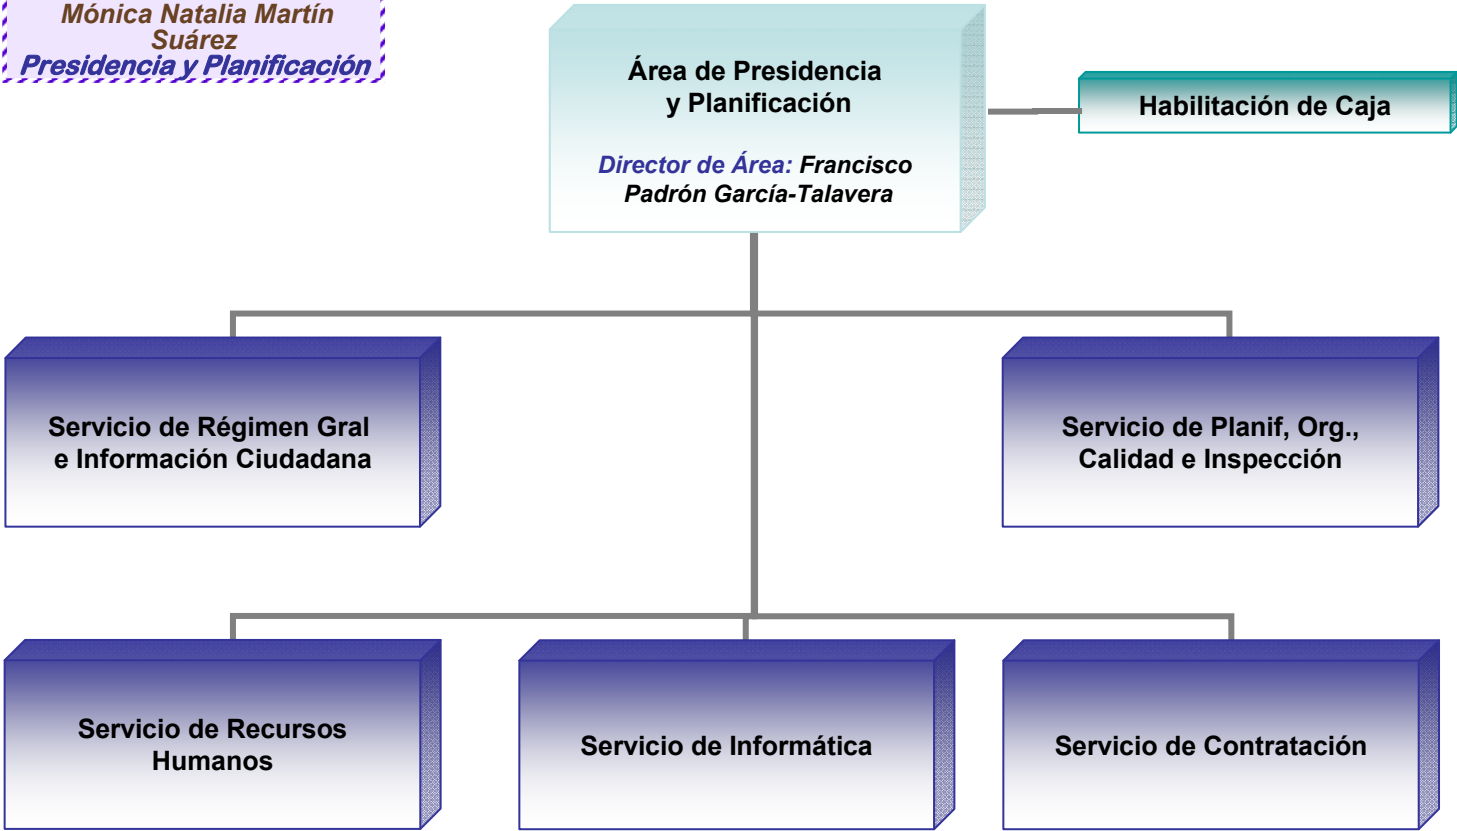 Mónica Natalia Martín
Suárez
Presidencia y Planificación
Área de Presidencia
y Planificación
Director de Área: Francisco
Padrón García-Talavera
Habilitación de Caja
Servicio de Régimen Gral
e Información Ciudadana
Servicio de Planif, Org.,
Calidad e Inspección
Servicio de Recursos
Humanos
Servicio de Informática
Servicio de Contratación